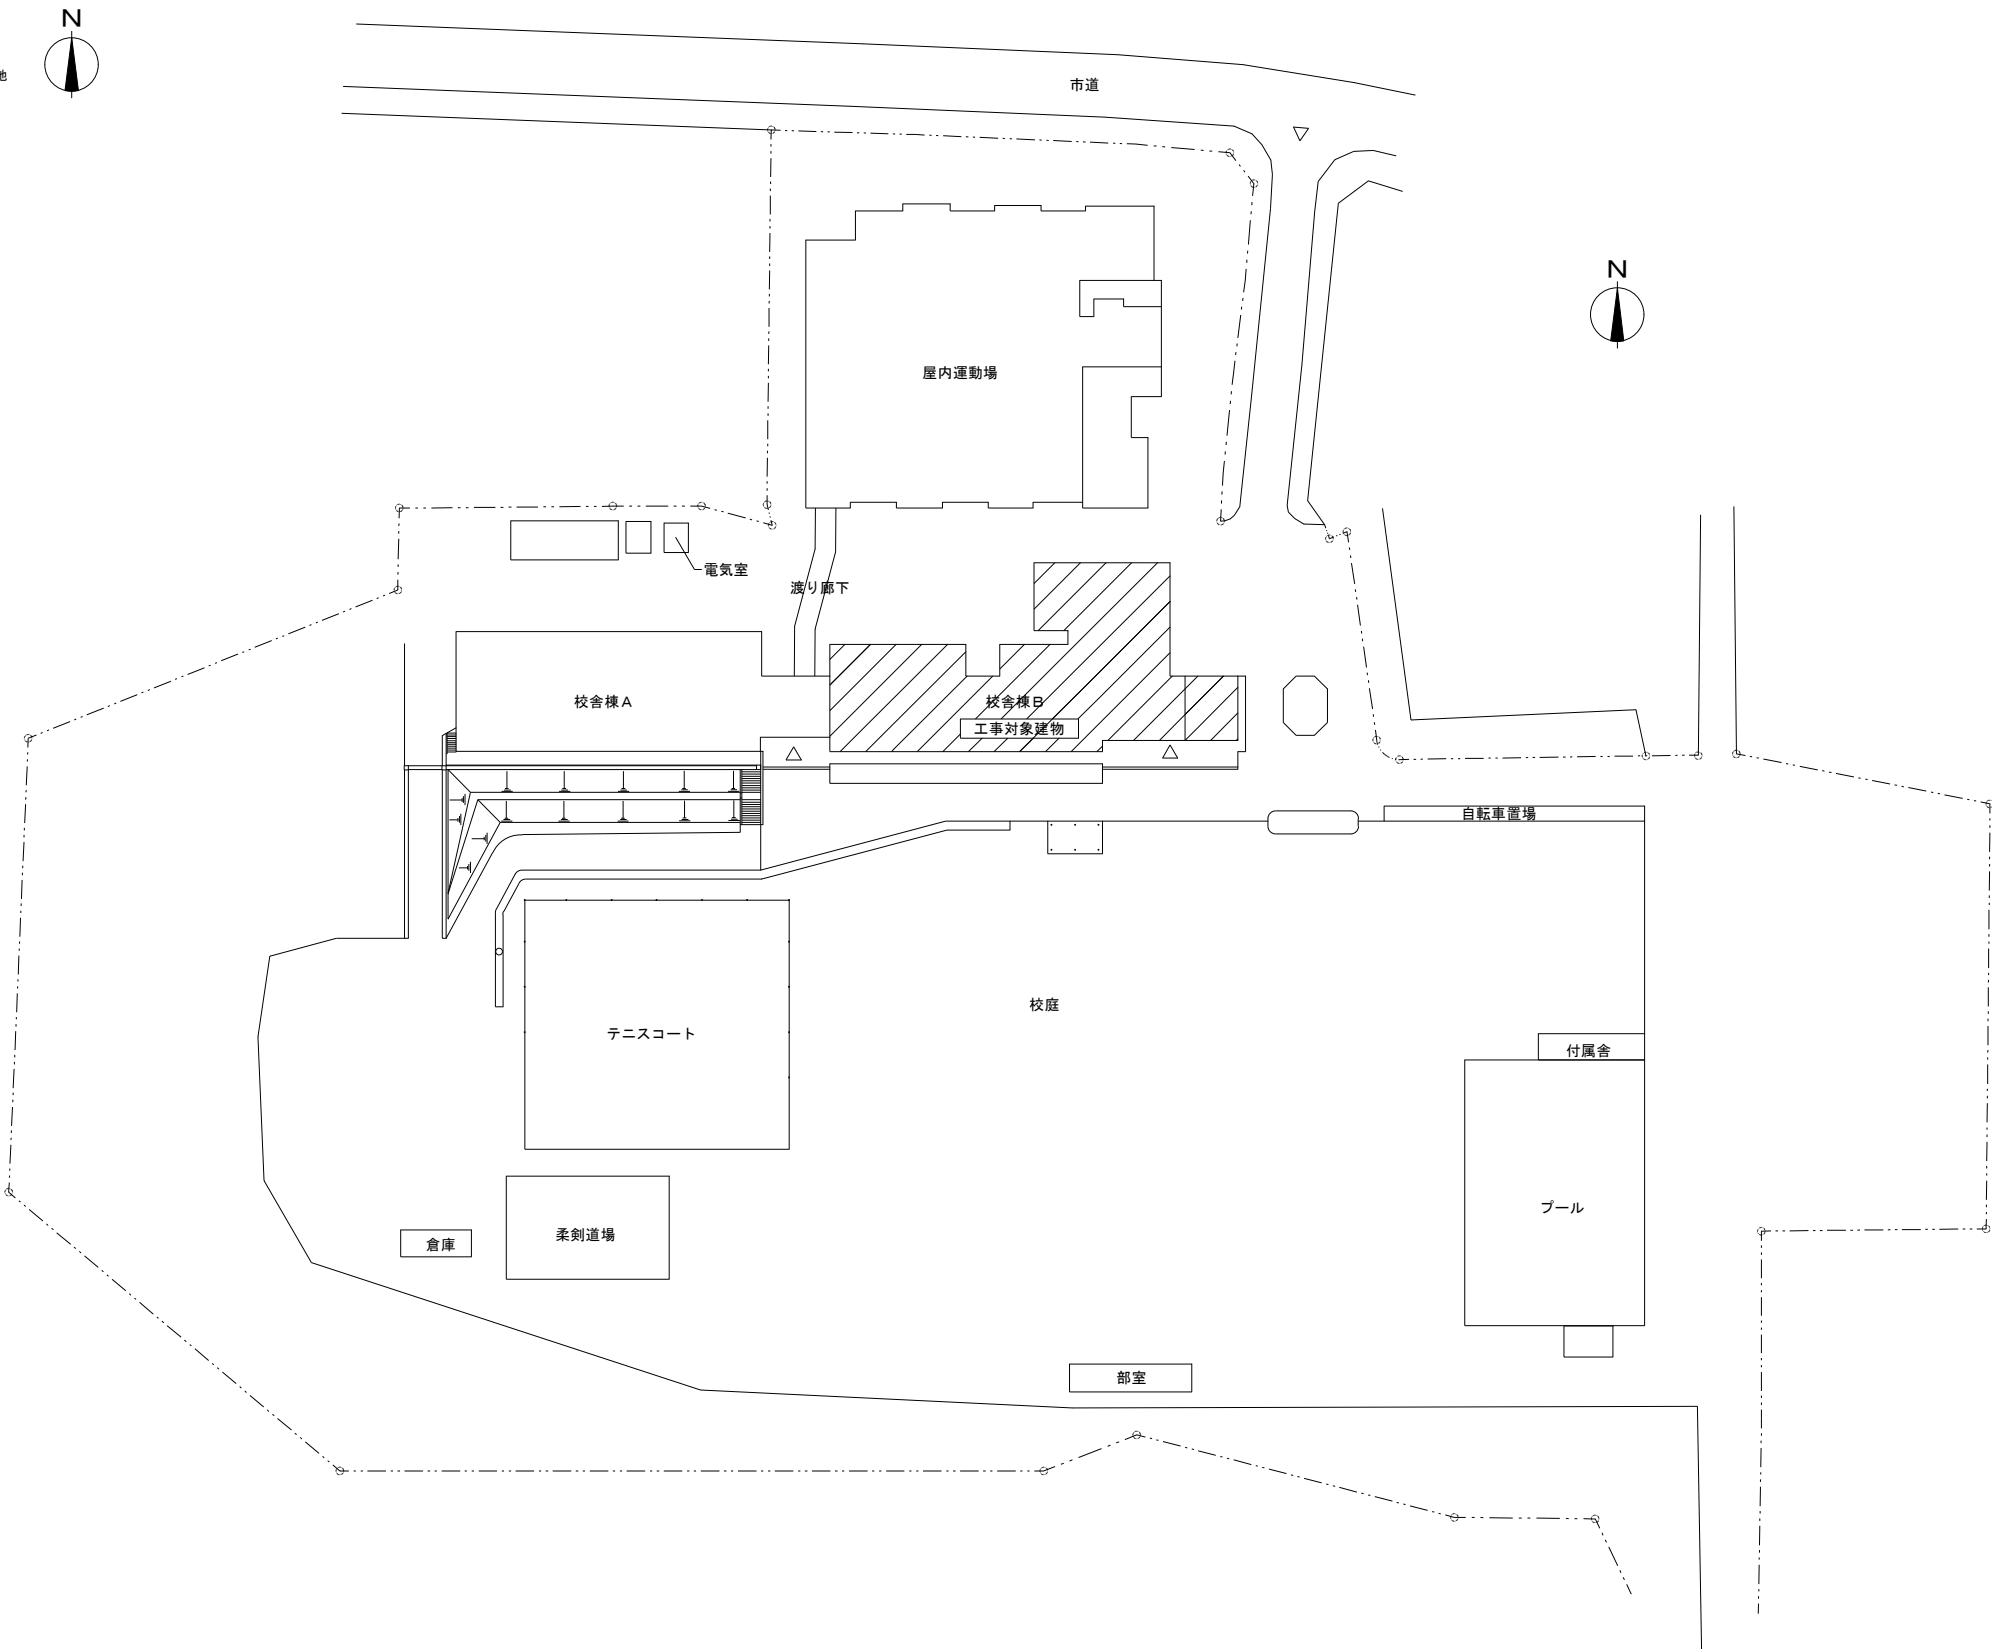 N
地
市道
N
屋内運動場
電気室
渡り廊下
校舎棟A
校舎棟B
工事対象建物
自転車置場
校庭
テニスコート
付属舎
プール
柔剣道場
倉庫
部室